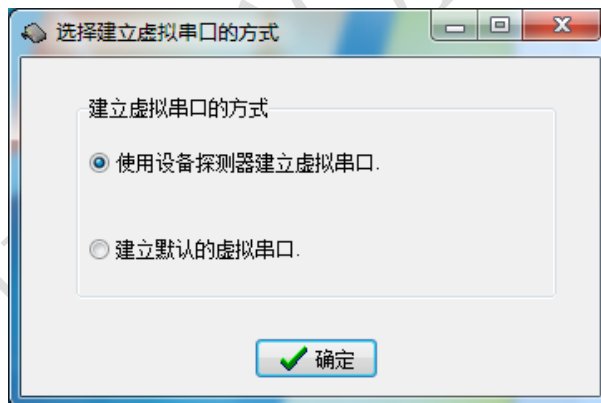 选择建立虚拟串口的方式
建立虚拟串口的方式
使用设备探测器建立虚拟串口.
建立默认的虚拟串口.
确定